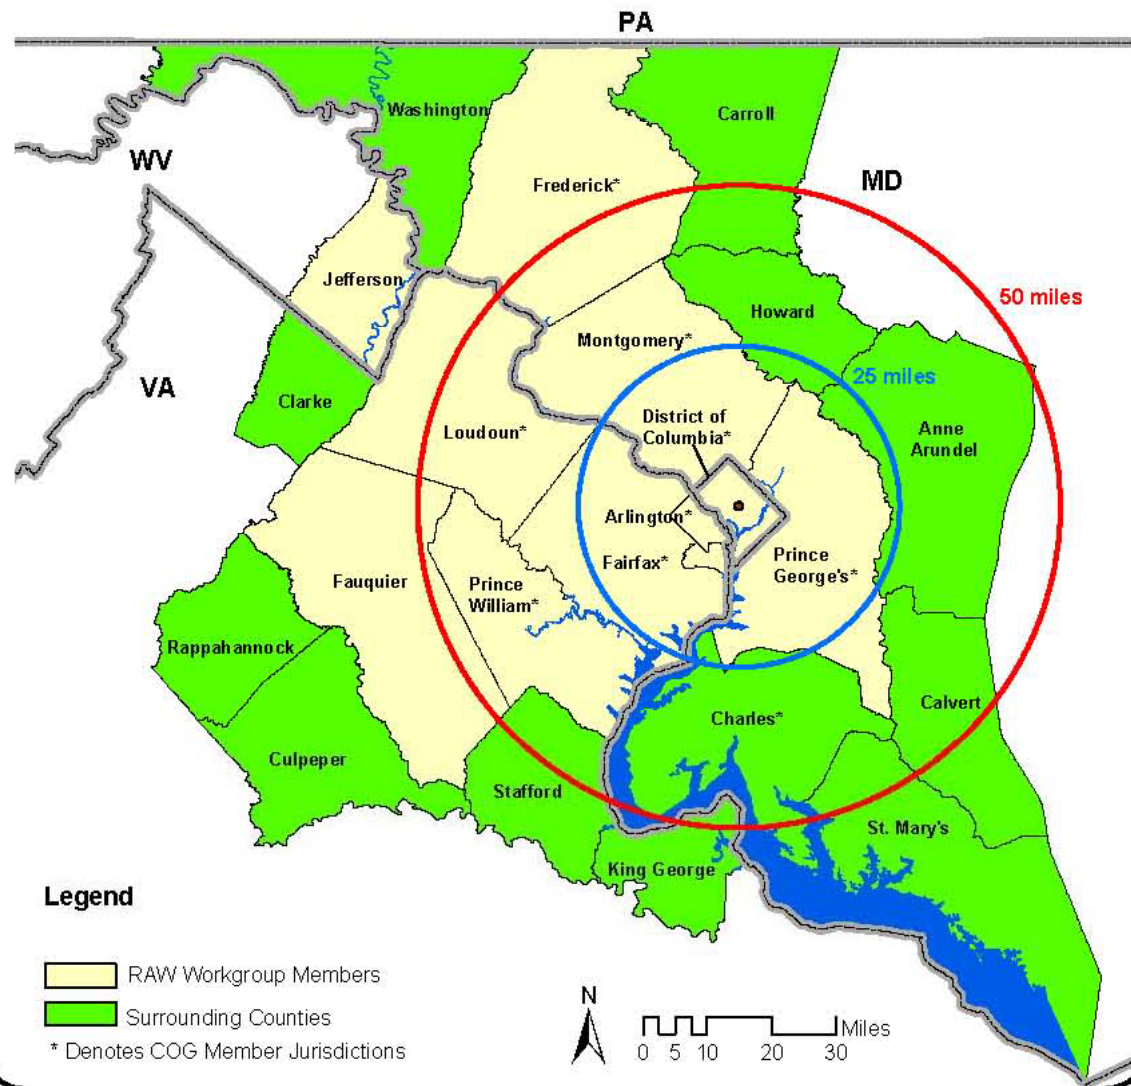 PA
Washington
Carroll
WV
Frederick*
MD
Jefferson
50 miles
Howard
Montgomery*
25 miles
VA
Clarke
District of
Columbia*
Loudoun*
Anne
Arundel
Arlington*
Fairfax*
Prince
George's*
Fauquier
Prince
William*
Rappahannock
Calvert
Charles*
Culpeper
Stafford
St. Mary's
King George
Legend
RAW Workgroup Members
Surrounding Counties
* Denotes COG Member Jurisdictions
N
Miles
0 5 10 20 30